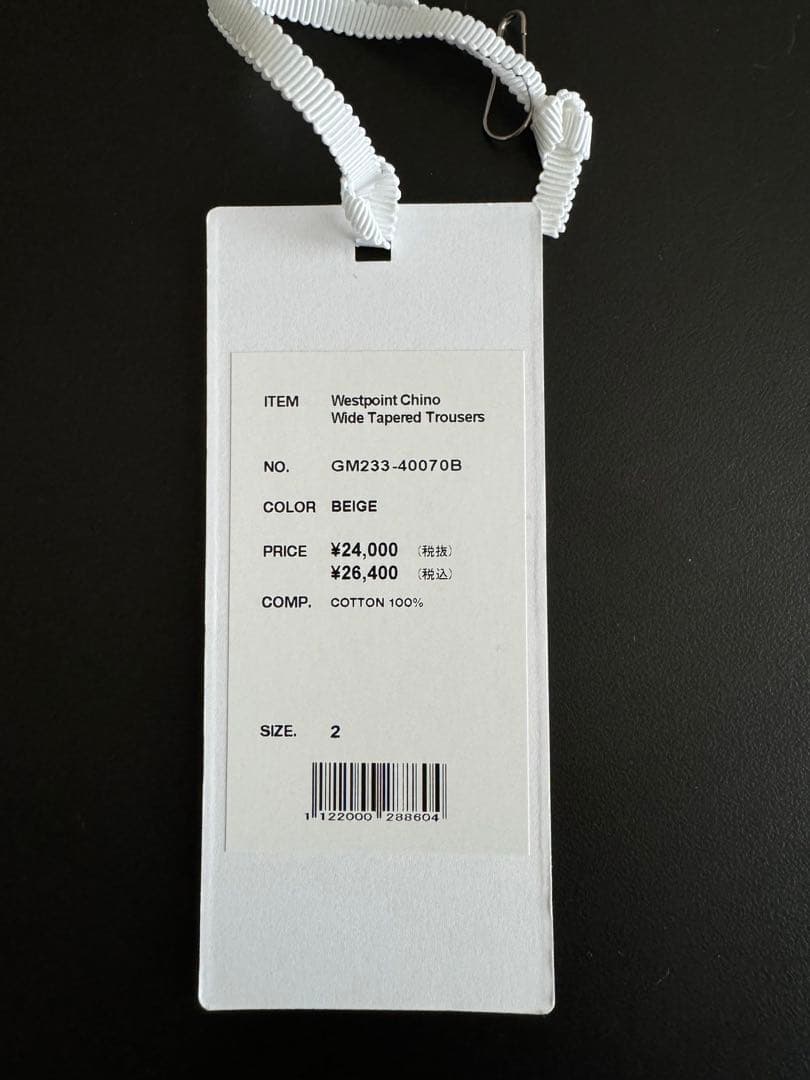 ITEM Westpoint Chino
Wide Tapered Trousers
NO. GM233-40070B
COLOR BEIGE
PRICE ¥24,000 (税抜)
¥26,400 (税込)
COMP. COTTON 100%
SIZE. 2
1 122000 288604